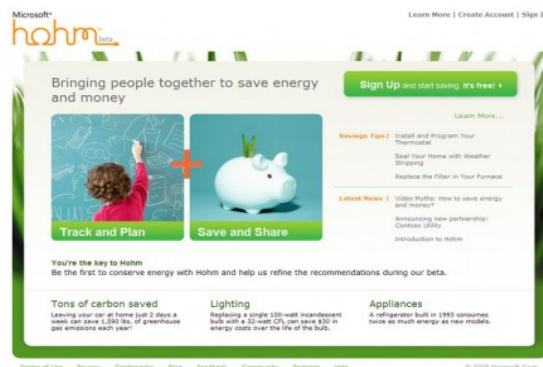 Microsoft®
hohm beta
Learn More | Create Account | Sign I
Bringing people together to save energy
and money
Sign Up and start saving. It's free!
Learn More...
Track and Plan
Save and Share
Savings Tips | Install and Program Your
Thermostat
Seal Your Home with Weather
Stripping
Replace the Filter in Your Furnace
Latest News | Video Myths: How to save energy
and money?
Announcing new partnership:
Contoso Utility
Introduction to Hohm
You're the key to Hohm
Be the first to conserve energy with Hohm and help us refine the recommendations during our beta.
Tons of carbon saved
Leaving your car at home just 2 days a
week can save 1,590 lbs. of greenhouse
gas emissions each year!
Lighting
Replacing a single 100-watt incandescent
bulb with a 32-watt CFL can save $30 in
energy costs over the life of the bulb.
Appliances
A refrigerator built in 1993 consumes
twice as much energy as new models.